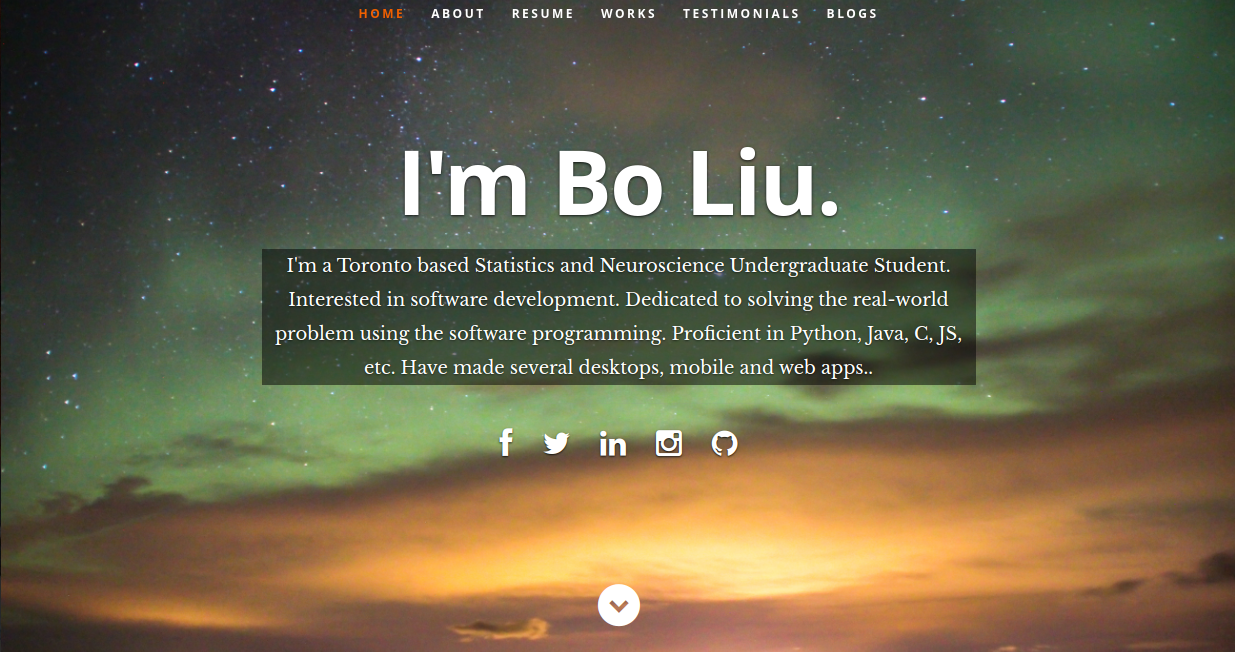 HOME ABOUT RESUME WORKS TESTIMONIALS BLOGS
I'm Bo Liu.
I'm a Toronto based Statistics and Neuroscience Undergraduate Student.
Interested in software development. Dedicated to solving the real-world
problem using the software programming. Proficient in Python, Java, C, JS,
etc. Have made several desktops, mobile and web apps..